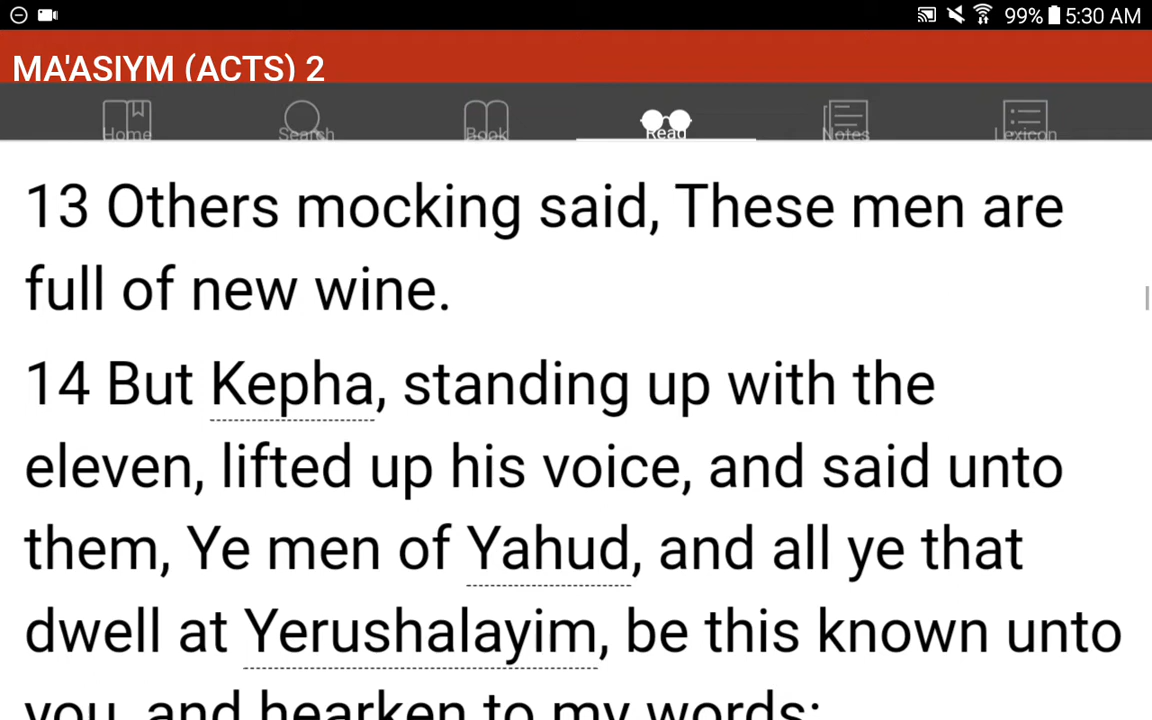 99% 5:30 AM
MA'ASIYM (ACTS) 2
Home Search Book Read Notes Lexicon
13 Others mocking said, These men are
full of new wine.
14 But Kepha, standing up with the
eleven, lifted up his voice, and said unto
them, Ye men of Yahud, and all ye that
dwell at Yerushalayim, be this known unto
you, and hearken to my words: